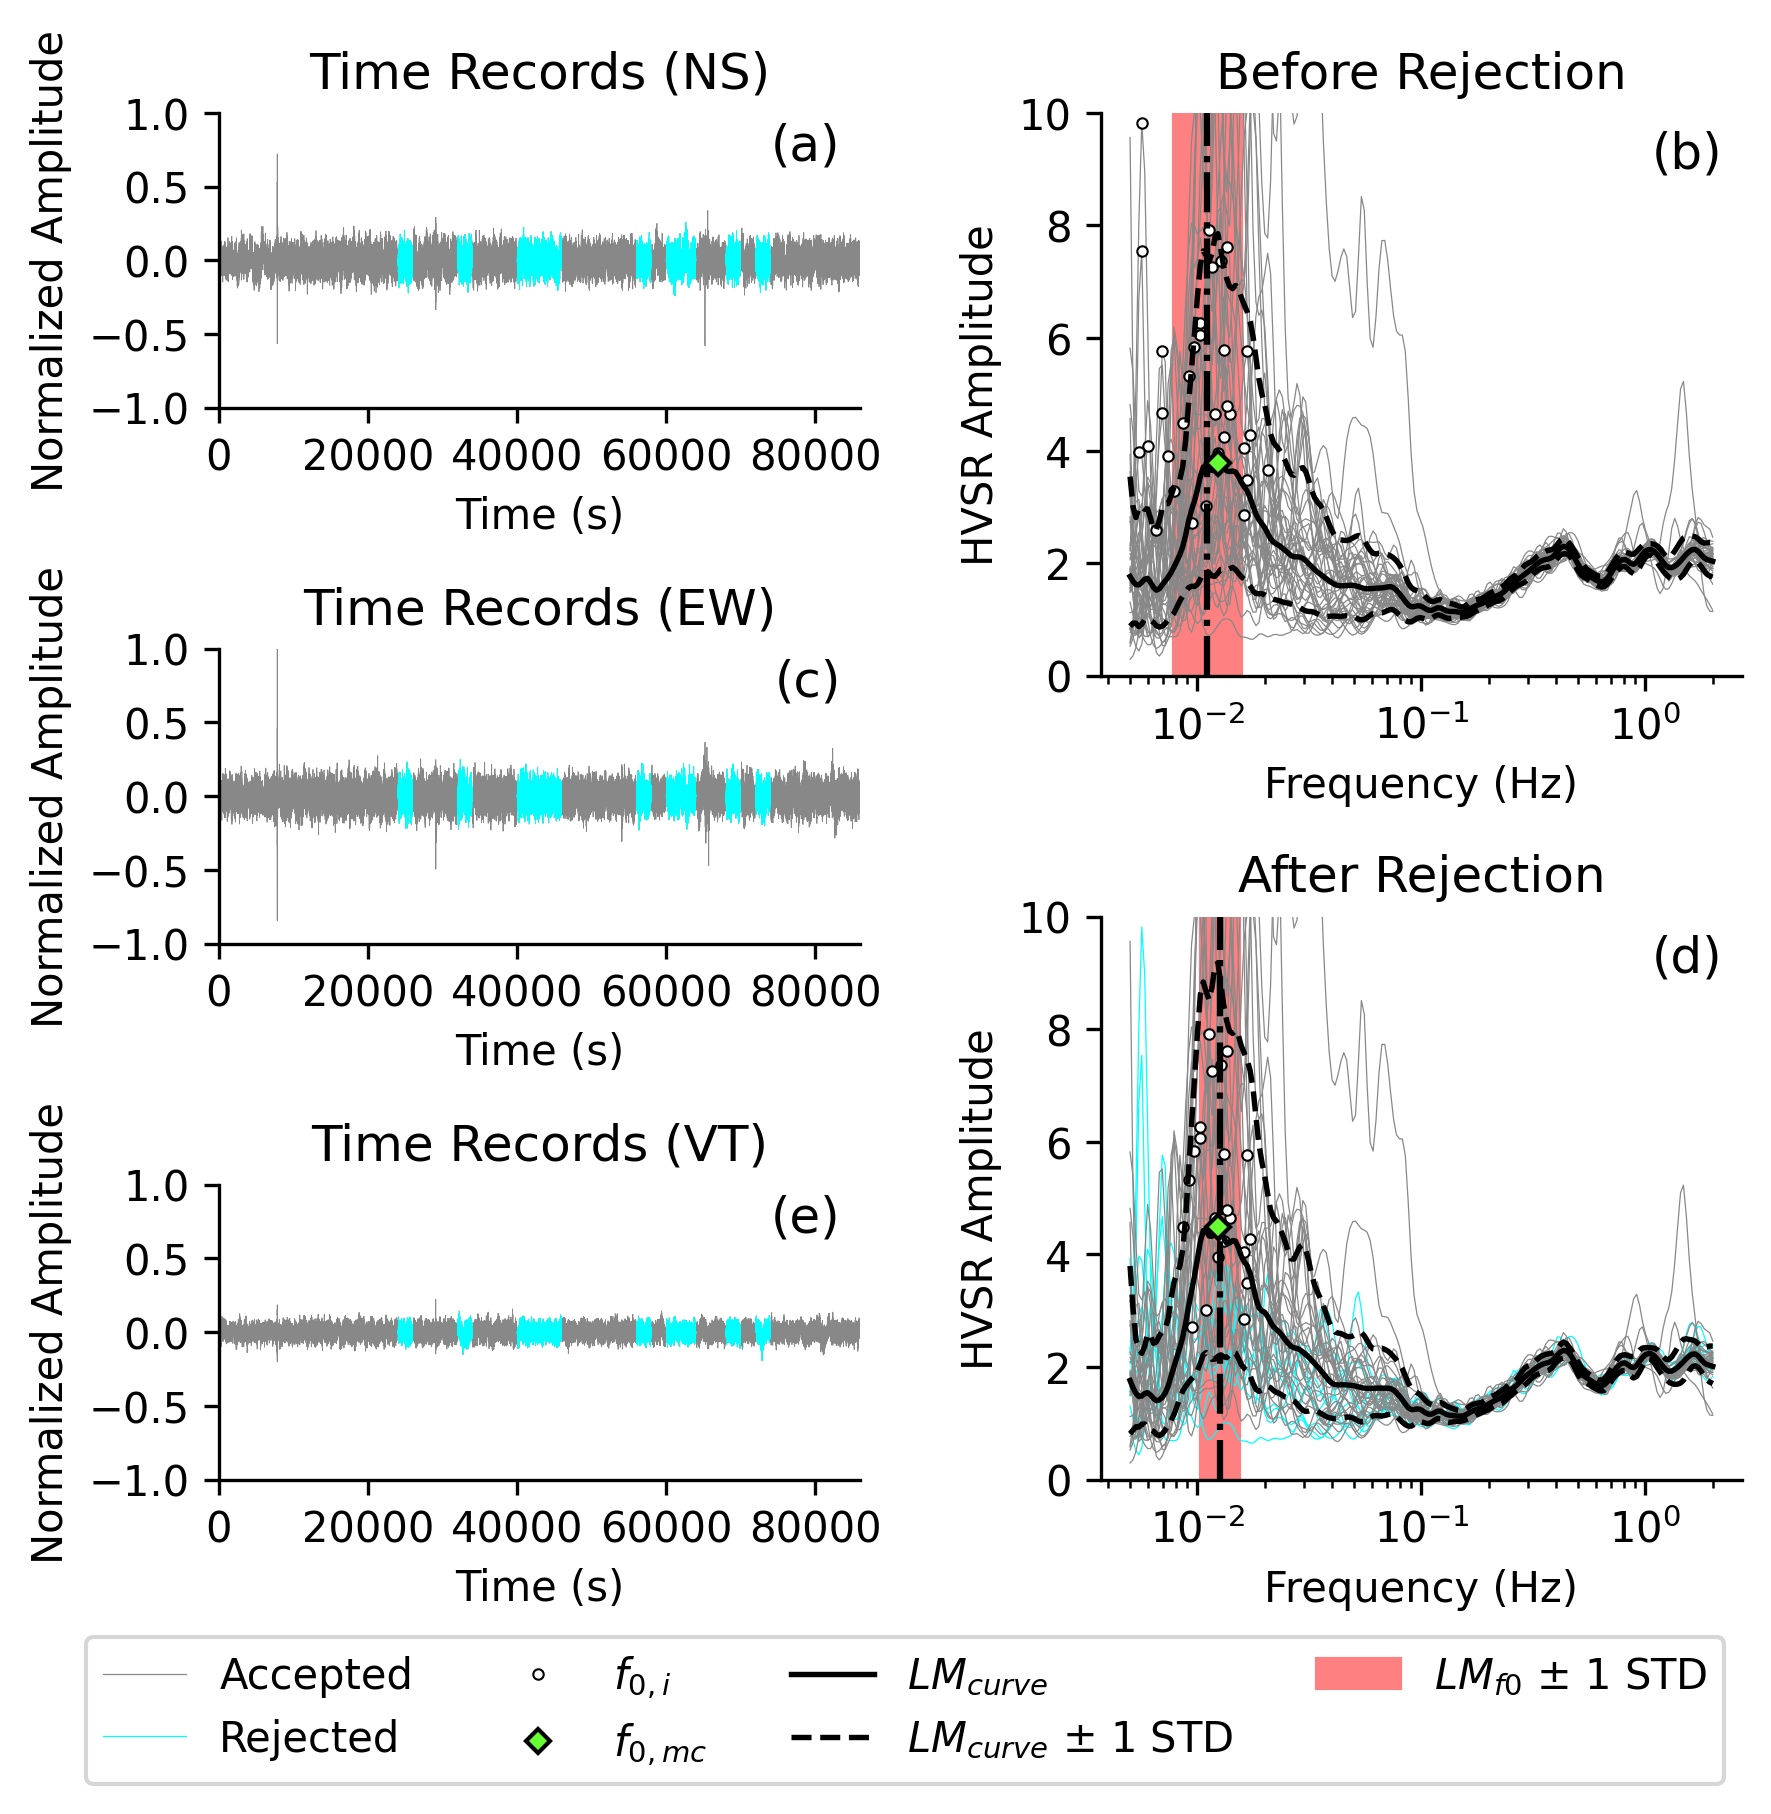 Time Records (NS)
(a)
Normalized Amplitude
1.0
0.5
0.0
−0.5
−1.0
0 20000 40000 60000 80000
Time (s)
Before Rejection
(b)
HVSR Amplitude
10
8
6
4
2
0
10⁻² 10⁻¹ 10⁰
Frequency (Hz)
Time Records (EW)
(c)
Normalized Amplitude
1.0
0.5
0.0
−0.5
−1.0
0 20000 40000 60000 80000
Time (s)
After Rejection
(d)
HVSR Amplitude
10
8
6
4
2
0
10⁻² 10⁻¹ 10⁰
Frequency (Hz)
Time Records (VT)
(e)
Normalized Amplitude
1.0
0.5
0.0
−0.5
−1.0
0 20000 40000 60000 80000
Time (s)
Accepted
Rejected
f0,i
f0,mc
LMcurve
LMcurve ± 1 STD
LMf0 ± 1 STD